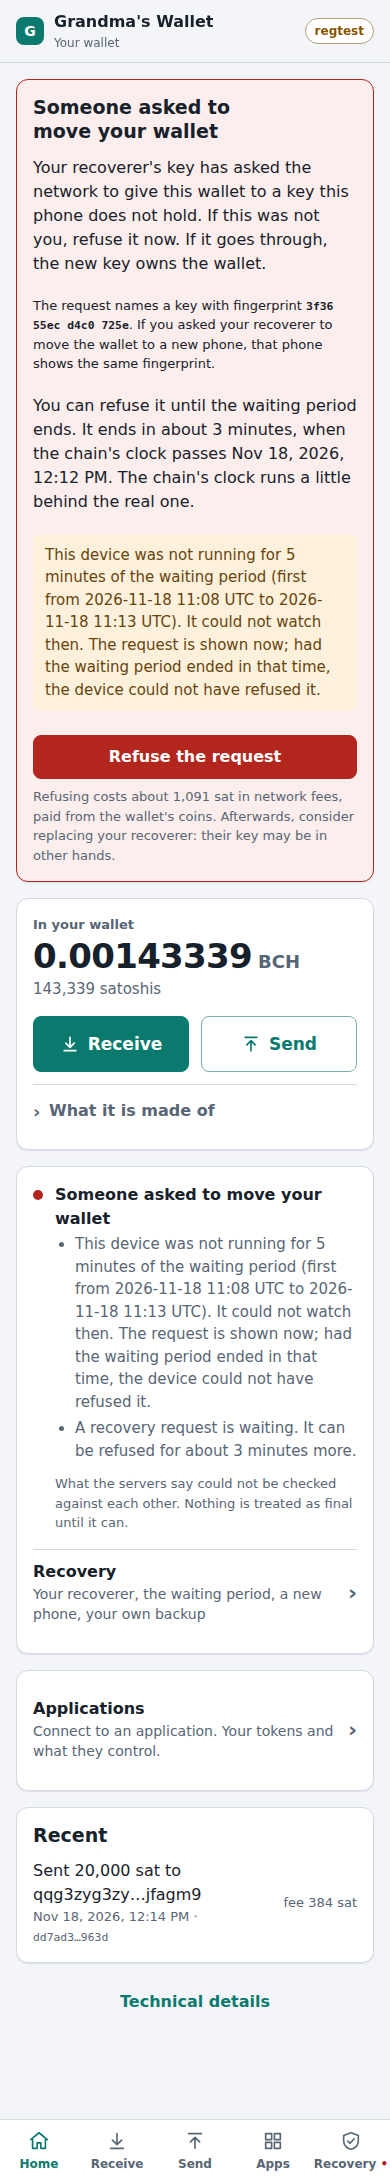 G
Grandma's Wallet
Your wallet
regtest
Someone asked to
move your wallet
Your recoverer's key has asked the
network to give this wallet to a key this
phone does not hold. If this was not
you, refuse it now. If it goes through,
the new key owns the wallet.
The request names a key with fingerprint 3f36
55ec d4c0 725e. If you asked your recoverer to
move the wallet to a new phone, that phone
shows the same fingerprint.
You can refuse it until the waiting period
ends. It ends in about 3 minutes, when
the chain's clock passes Nov 18, 2026,
12:12 PM. The chain's clock runs a little
behind the real one.
This device was not running for 5
minutes of the waiting period (first
from 2026-11-18 11:08 UTC to 2026-
11-18 11:13 UTC). It could not watch
then. The request is shown now; had
the waiting period ended in that time,
the device could not have refused it.
Refuse the request
Refusing costs about 1,091 sat in network fees,
paid from the wallet's coins. Afterwards, consider
replacing your recoverer: their key may be in
other hands.
In your wallet
0.00143339 BCH
143,339 satoshis
Receive
Send
› What it is made of
Someone asked to move your
wallet
• This device was not running for 5
minutes of the waiting period (first
from 2026-11-18 11:08 UTC to 2026-
11-18 11:13 UTC). It could not watch
then. The request is shown now; had
the waiting period ended in that
time, the device could not have
refused it.
• A recovery request is waiting. It can
be refused for about 3 minutes more.
What the servers say could not be checked
against each other. Nothing is treated as final
until it can.
Recovery
Your recoverer, the waiting period, a new
phone, your own backup
›
Applications
Connect to an application. Your tokens and
what they control.
›
Recent
Sent 20,000 sat to
qqg3zyg3zy…jfagm9
Nov 18, 2026, 12:14 PM ·
dd7ad3…963d
fee 384 sat
Technical details
Home
Receive
Send
Apps
Recovery